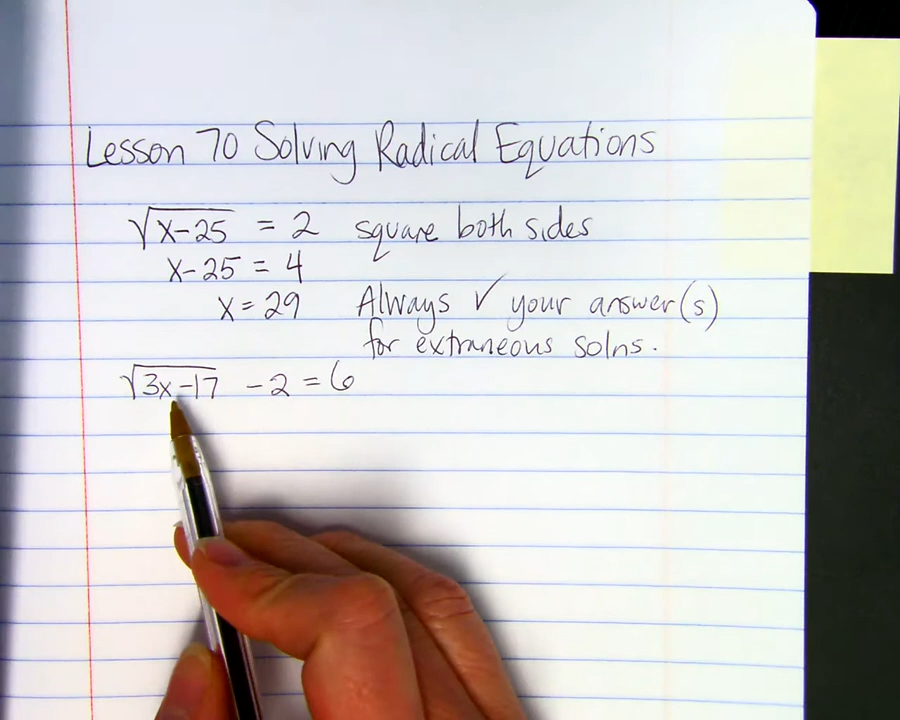 Lesson 70 Solving Radical Equations
√x-25 = 2 square both sides
x-25 = 4
x = 29 Always ✓ your answer(s)
for extraneous solns.
√3x-17 -2 = 6